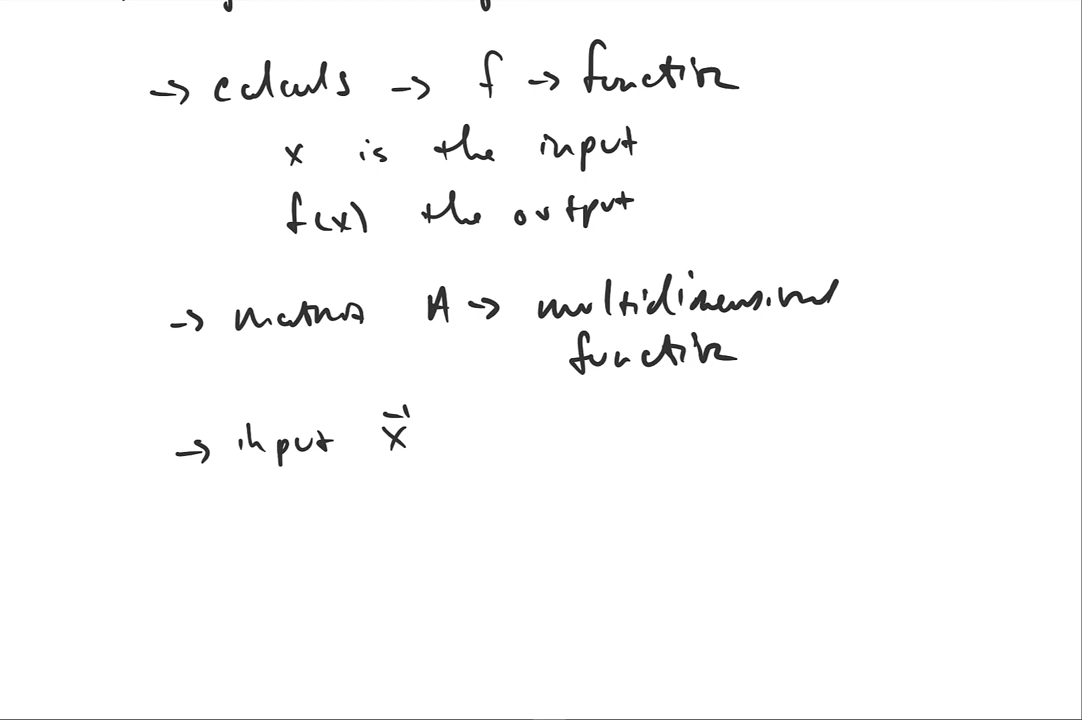 → calculus → f → function
x is the input
f(x) the output
→ matrix A → multidimensional
function
→ input x⃗